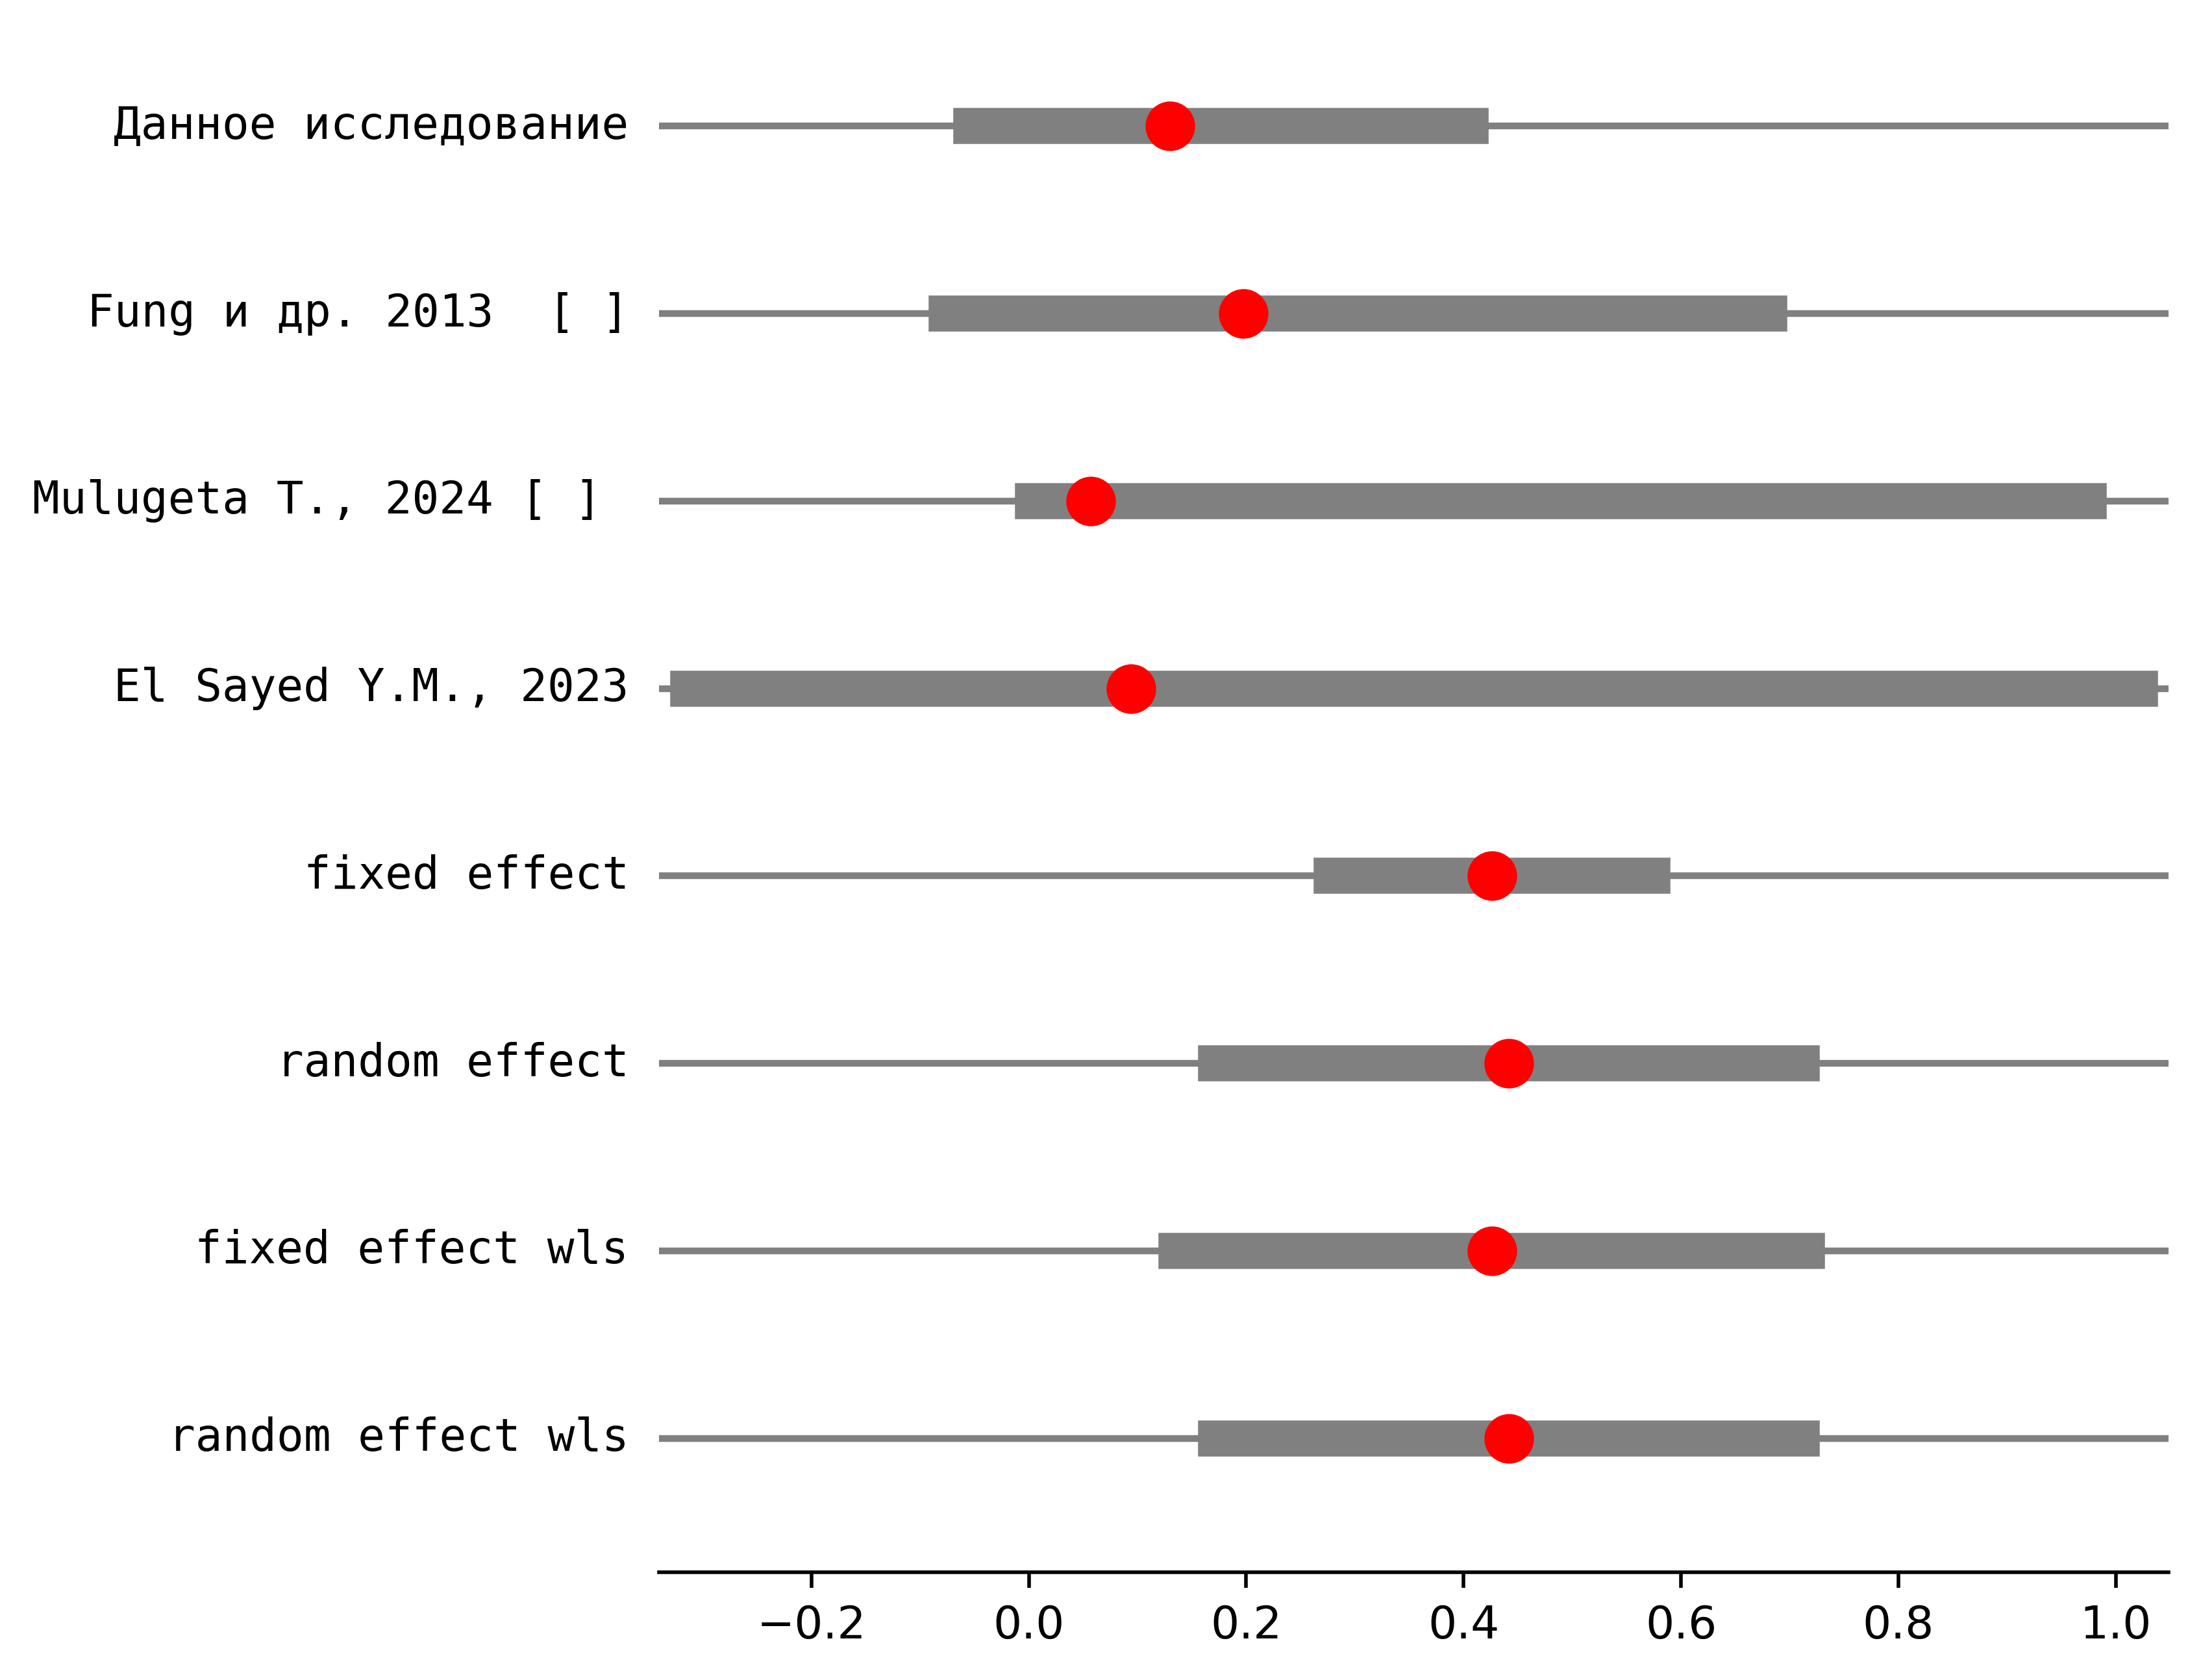 Данное исследование
Fung и др. 2013  [ ]
Mulugeta T., 2024 [ ]
El Sayed Y.M., 2023
fixed effect
random effect
fixed effect wls
random effect wls
−0.2 0.0 0.2 0.4 0.6 0.8 1.0